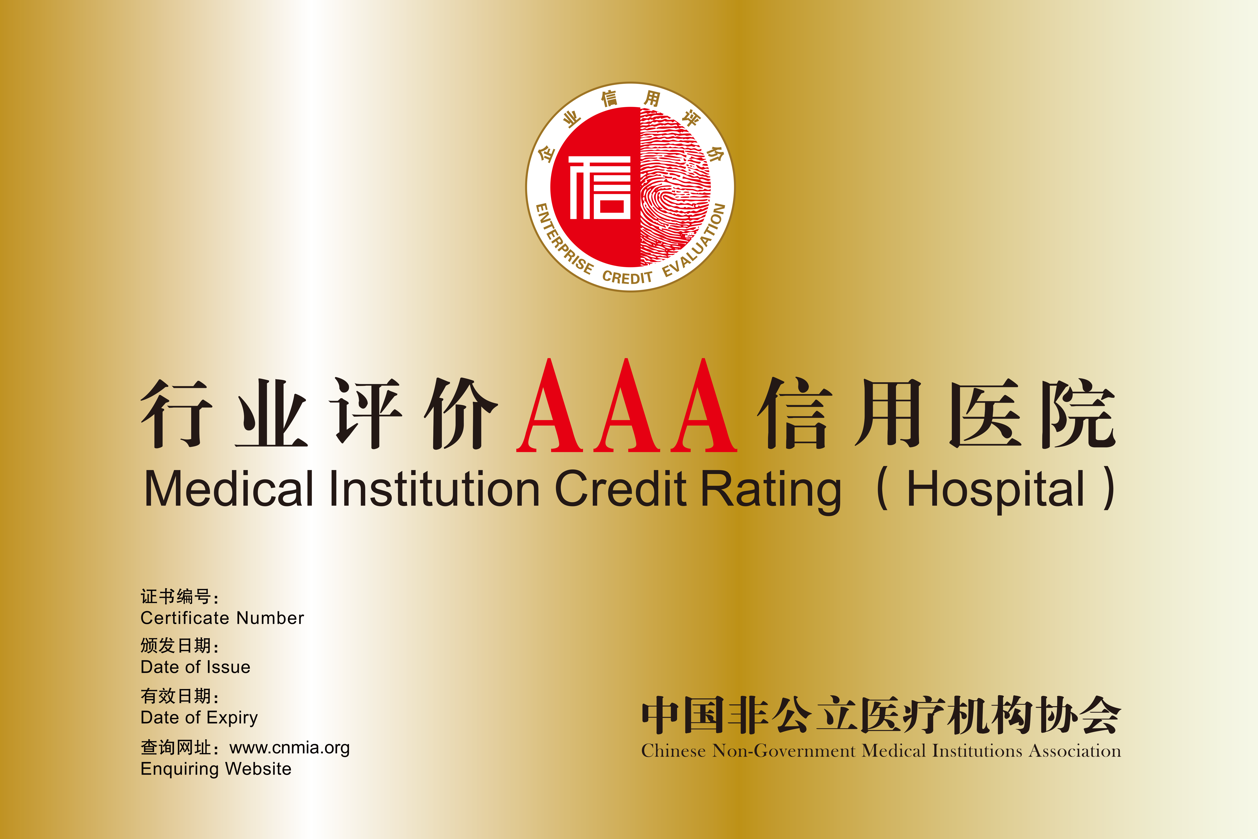 企业信用评价
信
ENTERPRISE CREDIT EVALUATION
行业评价AAA信用医院
Medical Institution Credit Rating （Hospital）
证书编号：
Certificate Number
颁发日期：
Date of Issue
有效日期：
Date of Expiry
查询网址：www.cnmia.org
Enquiring Website
中国非公立医疗机构协会
Chinese Non-Government Medical Institutions Association